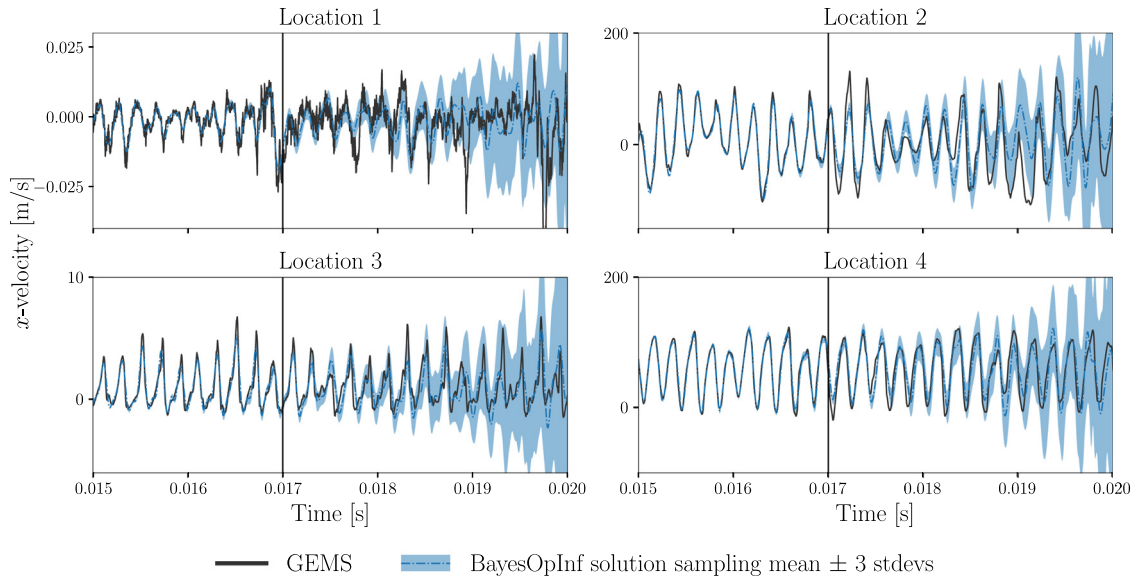 Location 1
Location 2
0.025
0.000
−0.025
200
0
x-velocity [m/s]
Location 3
Location 4
10
0
200
0
0.015 0.016 0.017 0.018 0.019 0.020
0.015 0.016 0.017 0.018 0.019 0.020
Time [s]
Time [s]
GEMS
BayesOpInf solution sampling mean ± 3 stdevs